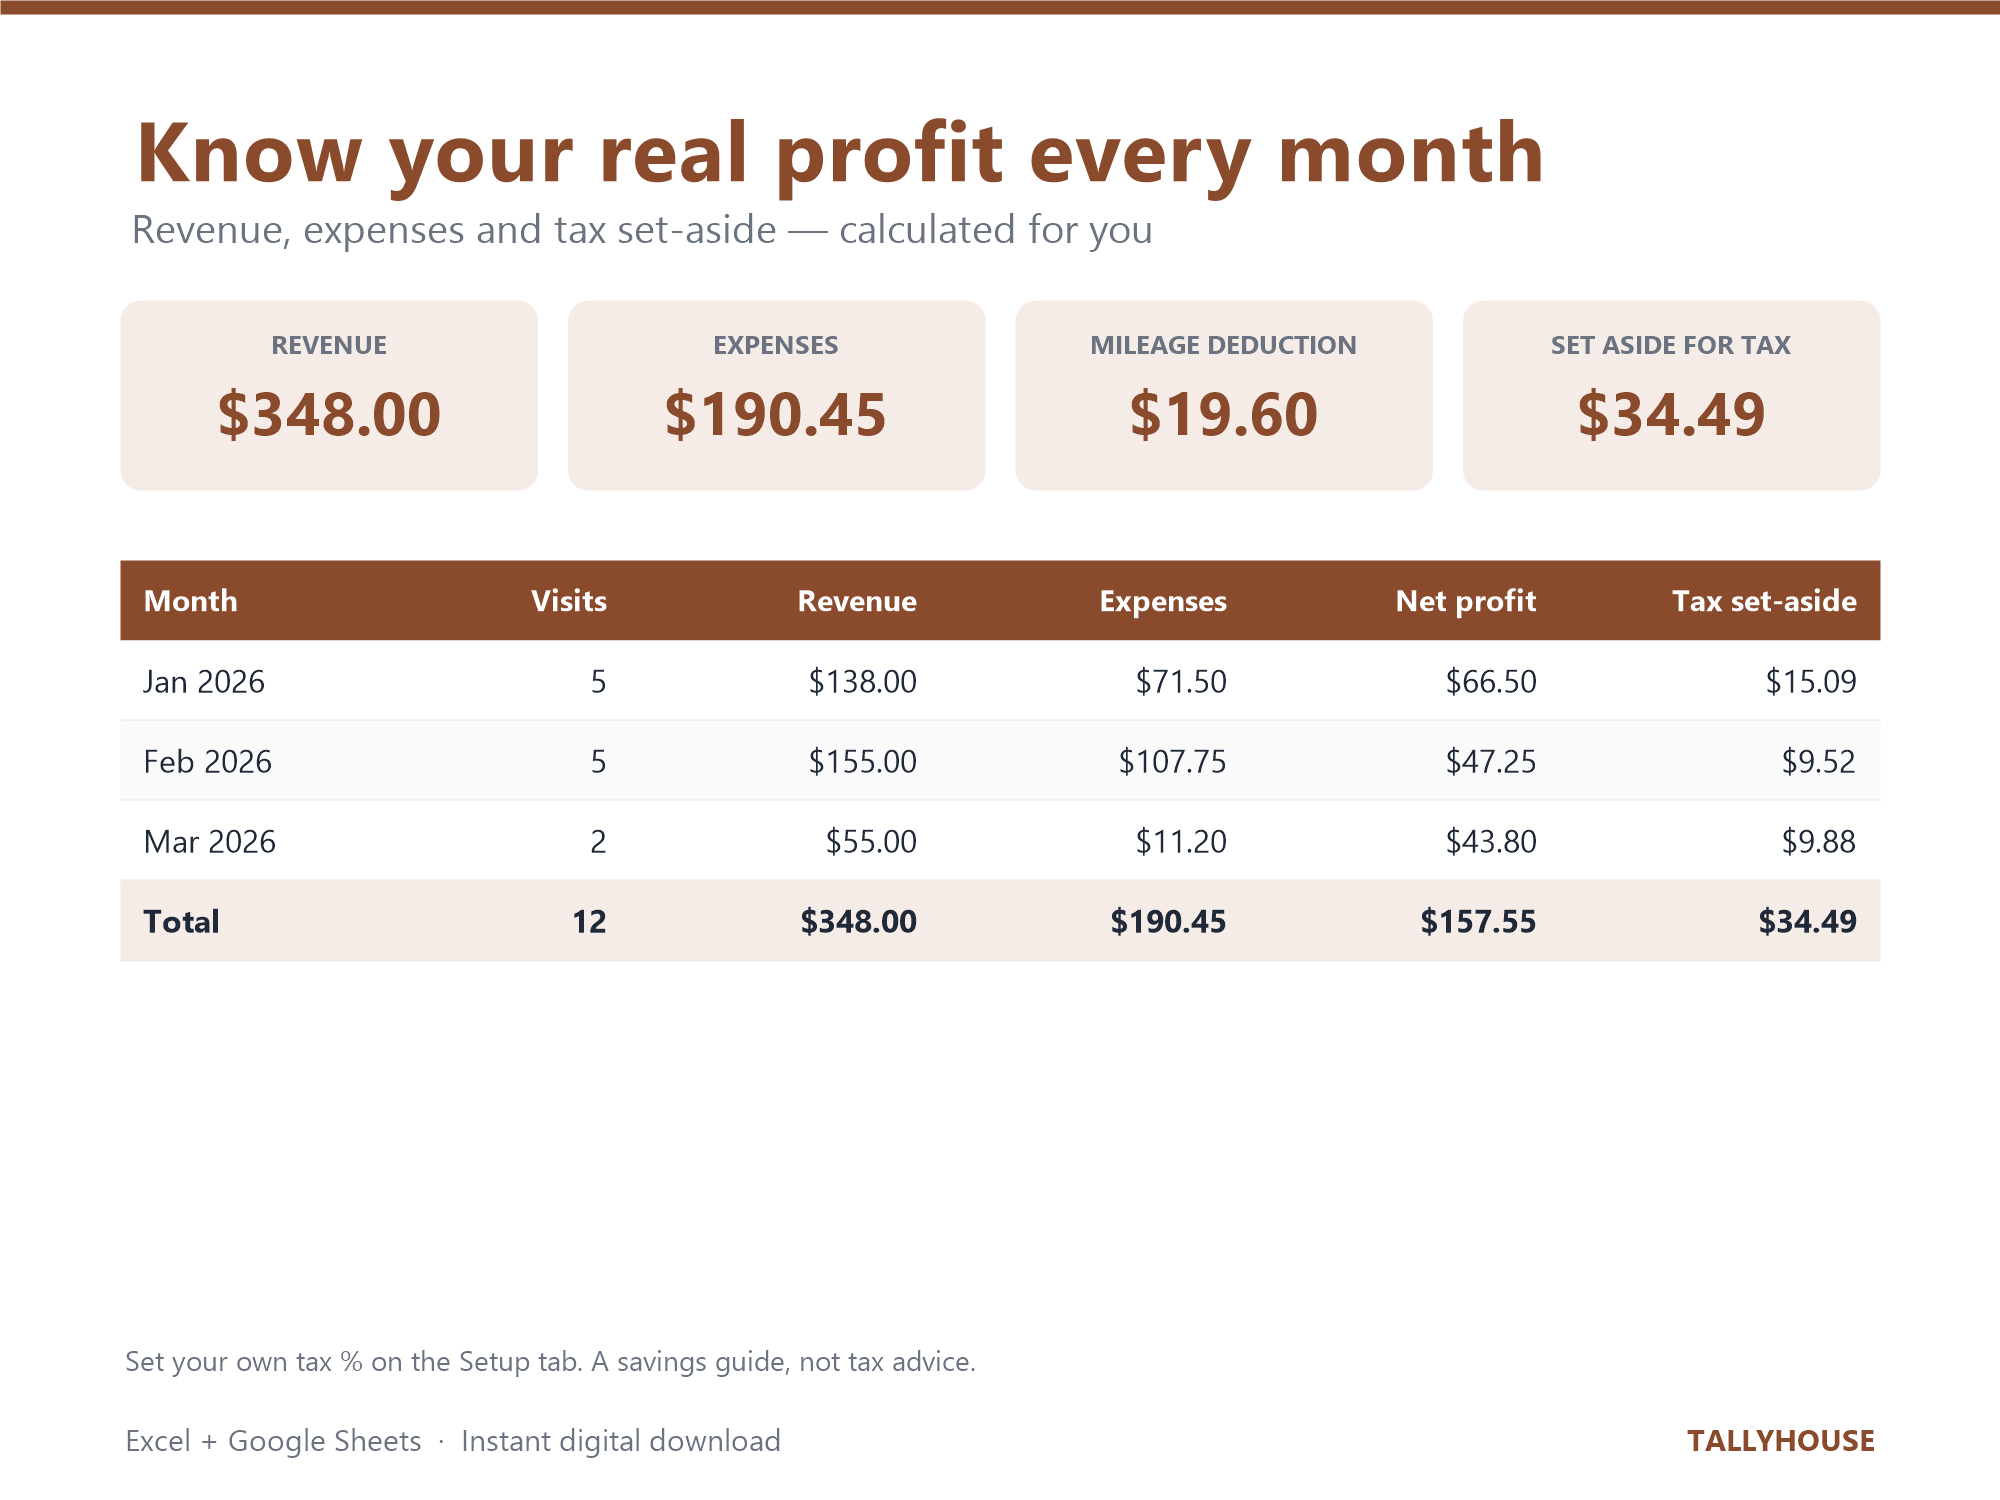 Know your real profit every month
Revenue, expenses and tax set-aside — calculated for you
REVENUE EXPENSES MILEAGE DEDUCTION SET ASIDE FOR TAX
$348.00 $190.45 $19.60 $34.49
Month Visits Revenue Expenses Net profit Tax set-aside
Jan 2026 5 $138.00 $71.50 $66.50 $15.09
Feb 2026 5 $155.00 $107.75 $47.25 $9.52
Mar 2026 2 $55.00 $11.20 $43.80 $9.88
Total 12 $348.00 $190.45 $157.55 $34.49
Set your own tax % on the Setup tab. A savings guide, not tax advice.
Excel + Google Sheets · Instant digital download TALLYHOUSE